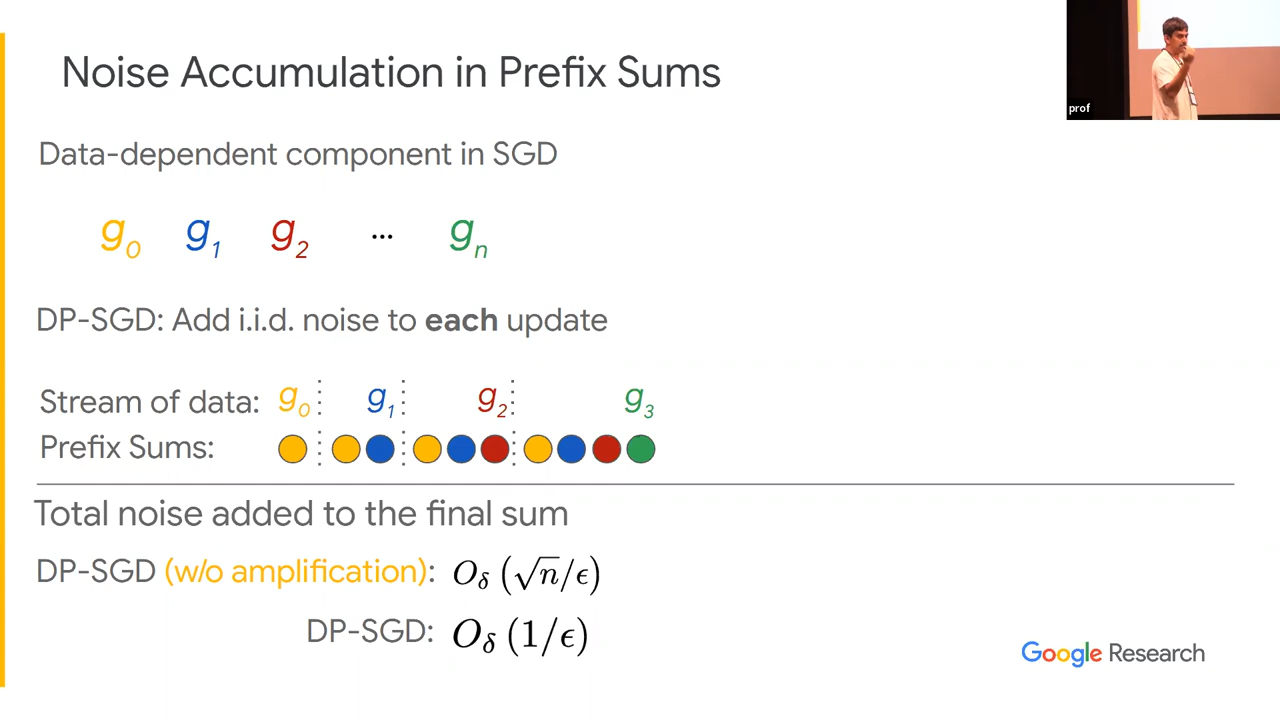 Noise Accumulation in Prefix Sums
prof
Data-dependent component in SGD
g₀ g₁ g₂ ... gₙ
DP-SGD: Add i.i.d. noise to each update
Stream of data: g₀ g₁ g₂ g₃
Prefix Sums:
Total noise added to the final sum
DP-SGD (w/o amplification): O_δ (√n/ϵ)
DP-SGD: O_δ (1/ϵ)
Google Research